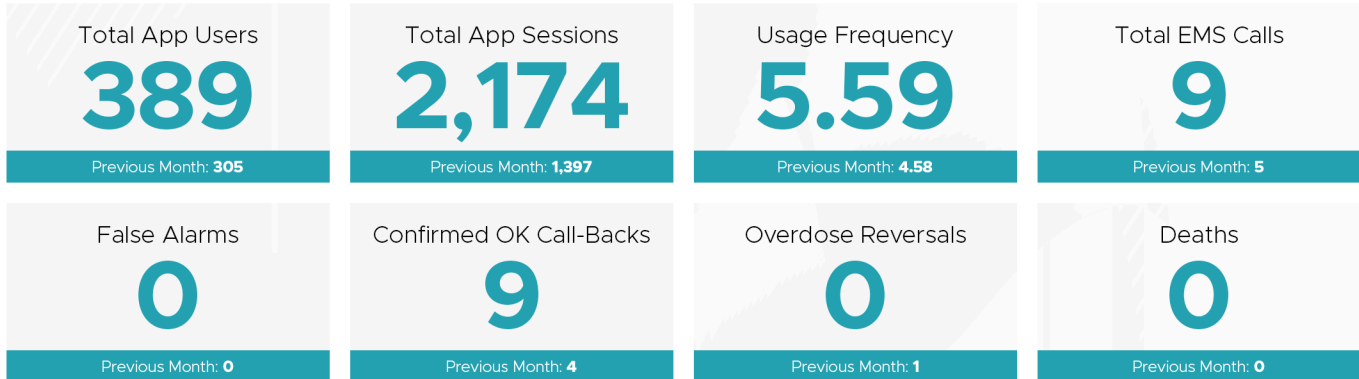 Total App Users
389
Previous Month: 305
Total App Sessions
2,174
Previous Month: 1,397
Usage Frequency
5.59
Previous Month: 4.58
Total EMS Calls
9
Previous Month: 5
False Alarms
0
Previous Month: 0
Confirmed OK Call-Backs
9
Previous Month: 4
Overdose Reversals
0
Previous Month: 1
Deaths
0
Previous Month: 0